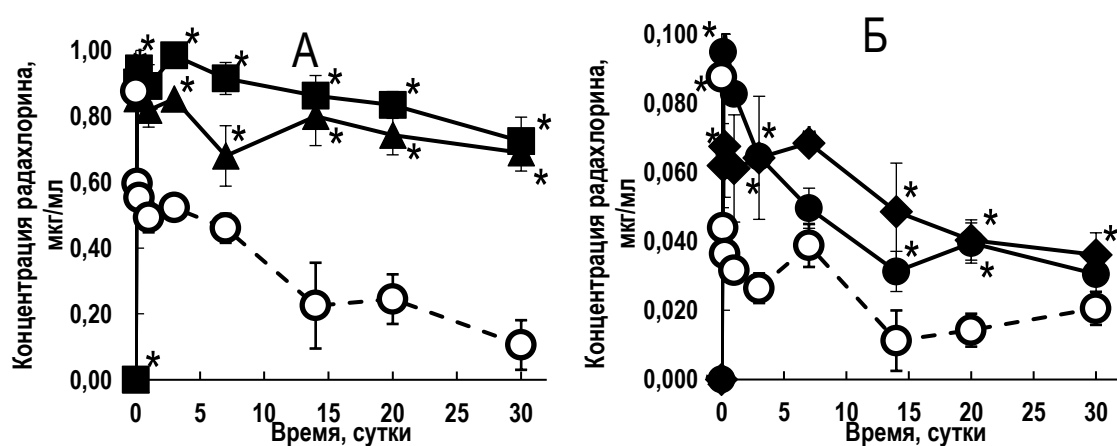 А
Концентрация радахлорина,
мкг/мл
1,00
0,80
0,60
0,40
0,20
0,00
* * * * * * * * * * *
0 5 10 15 20 25 30
Время, сутки
Б
Концентрация радахлорина,
мкг/мл
0,100
0,080
0,060
0,040
0,020
0,000
* * * * * * * * *
0 5 10 15 20 25 30
Время, сутки